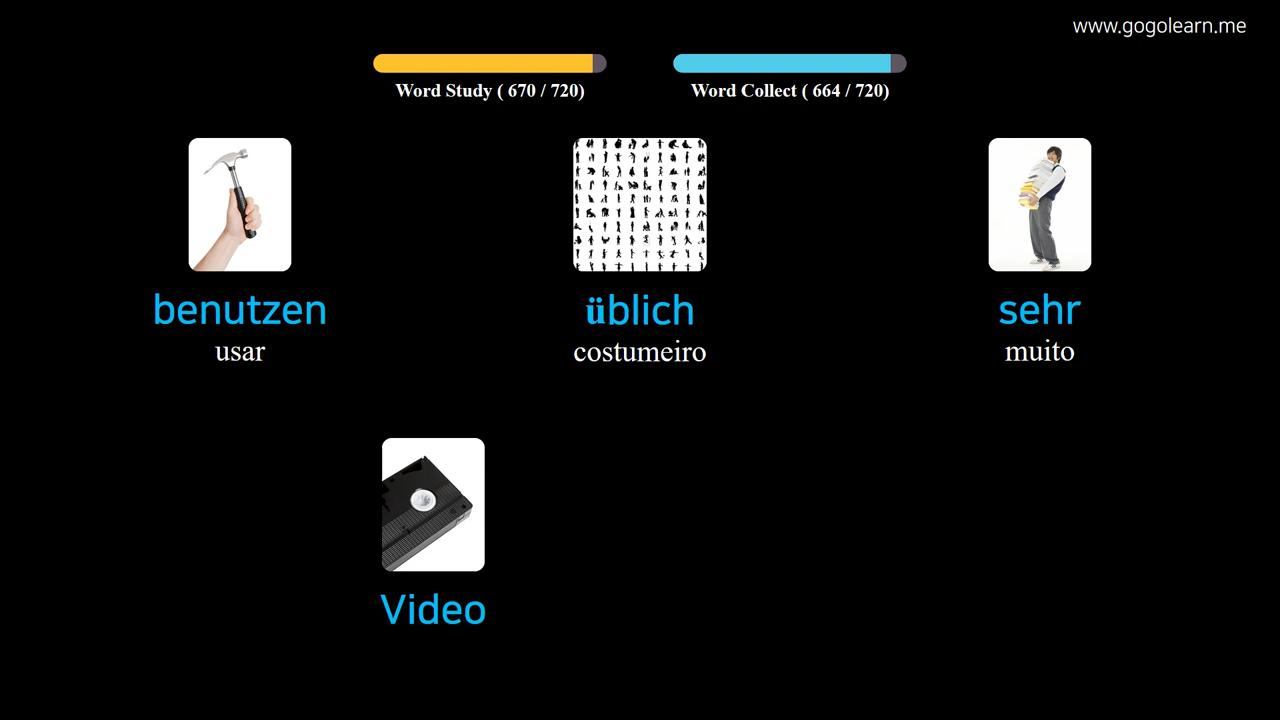 www.gogolearn.me
Word Study ( 670 / 720)
Word Collect ( 664 / 720)
benutzen
usar
üblich
costumeiro
sehr
muito
Video